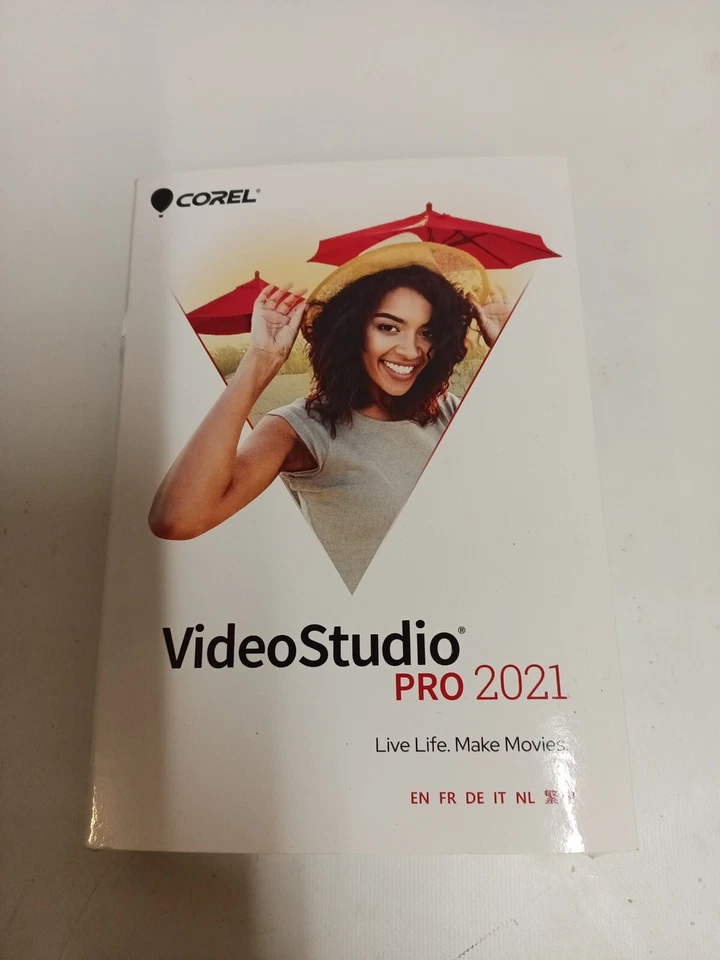 COREL®
VideoStudio®
PRO 2021
Live Life. Make Movies.
EN FR DE IT NL 繁